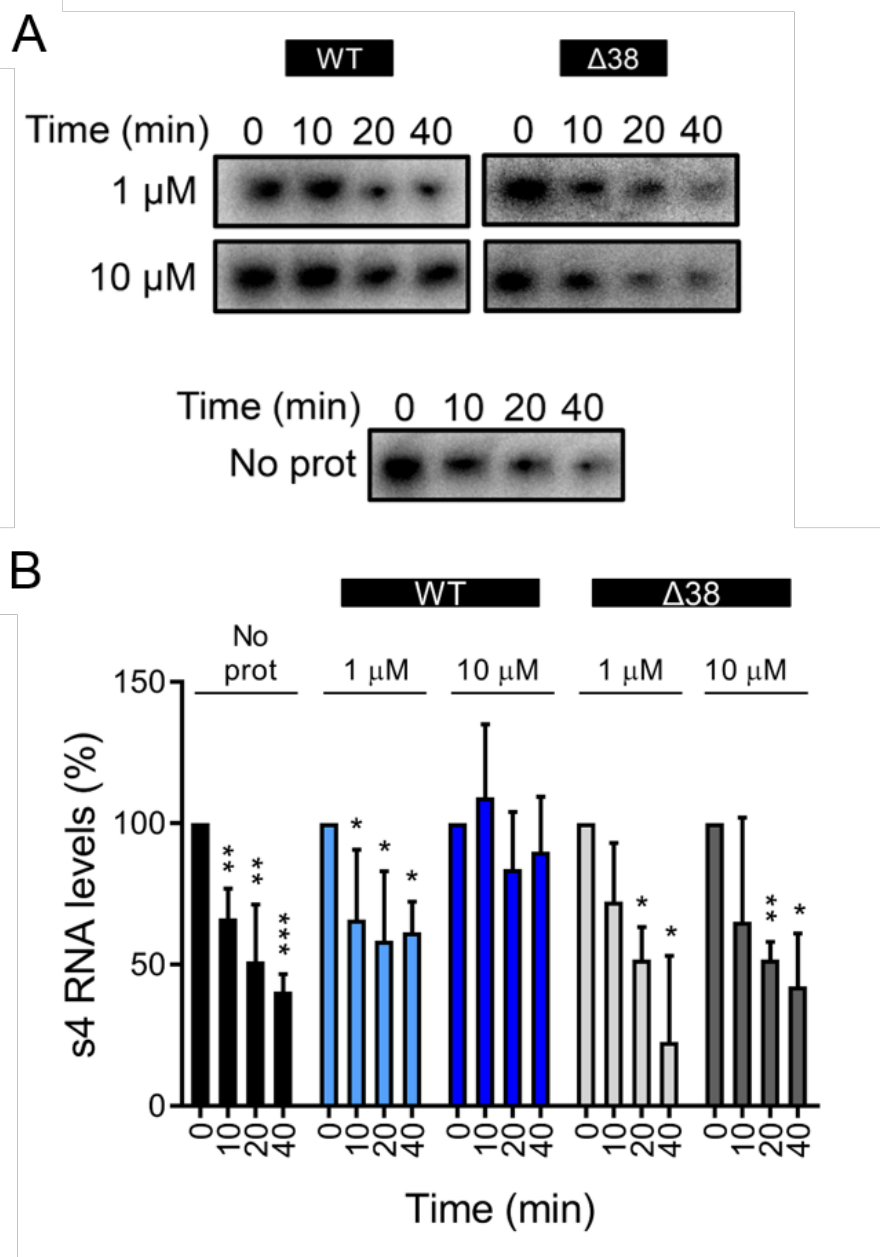 A
WT Δ38
Time (min) 0 10 20 40 0 10 20 40
1 µM
10 µM
Time (min) 0 10 20 40
No prot
B
WT Δ38
No
prot 1 µM 10 µM 1 µM 10 µM
150
100
50
0
s4 RNA levels (%)
** ** *** * * * * * ** *
0 10 20 40 0 10 20 40 0 10 20 40 0 10 20 40 0 10 20 40
Time (min)